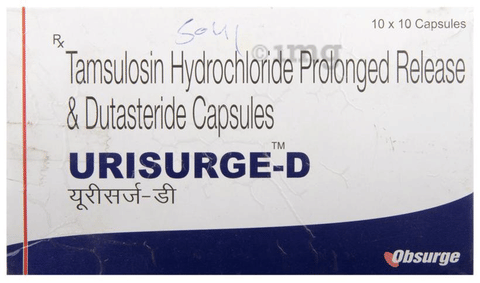 10 x 10 Capsules
Rx
Tamsulosin Hydrochloride Prolonged Release
& Dutasteride Capsules
URISURGE-D™
यूरीसर्ज-डी
Obsurge